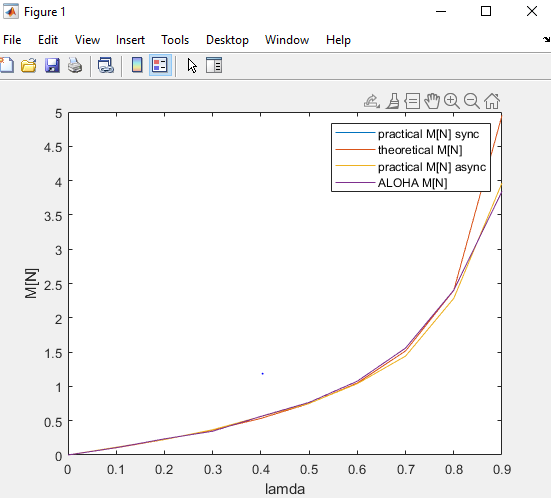 Figure 1
File Edit View Insert Tools Desktop Window Help
5
4.5
4
3.5
3
2.5
2
1.5
1
0.5
0
M[N]
practical M[N] sync
theoretical M[N]
practical M[N] async
ALOHA M[N]
0 0.1 0.2 0.3 0.4 0.5 0.6 0.7 0.8 0.9
lamda